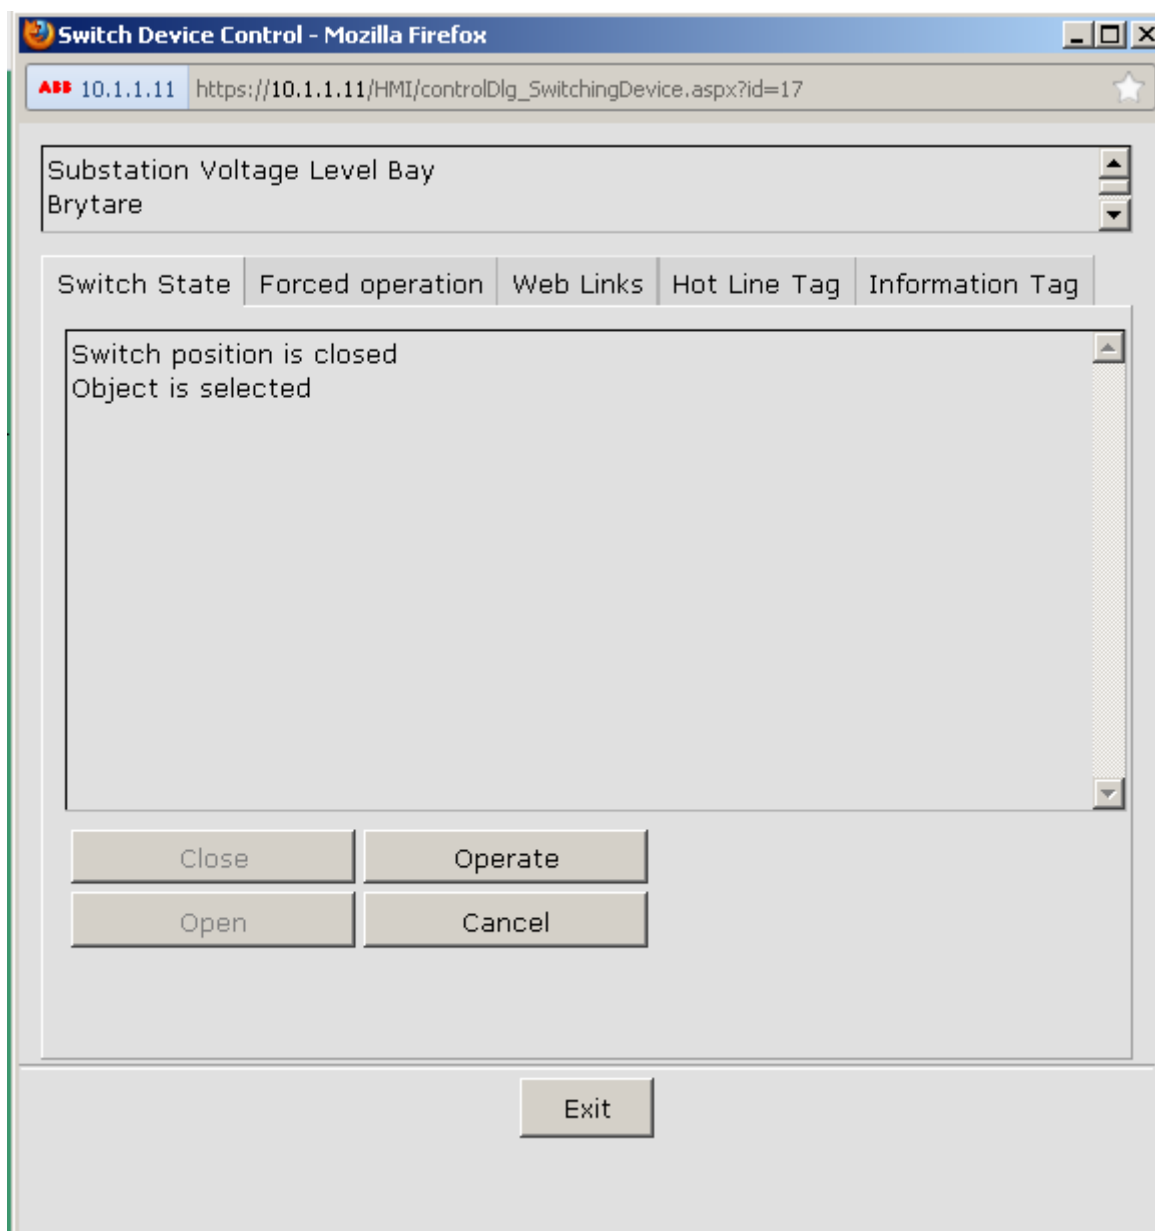 Switch Device Control - Mozilla Firefox
ABB 10.1.1.11 https://10.1.1.11/HMI/controlDlg_SwitchingDevice.aspx?id=17
Substation Voltage Level Bay
Brytare
Switch State Forced operation Web Links Hot Line Tag Information Tag
Switch position is closed
Object is selected
Close Operate
Open Cancel
Exit